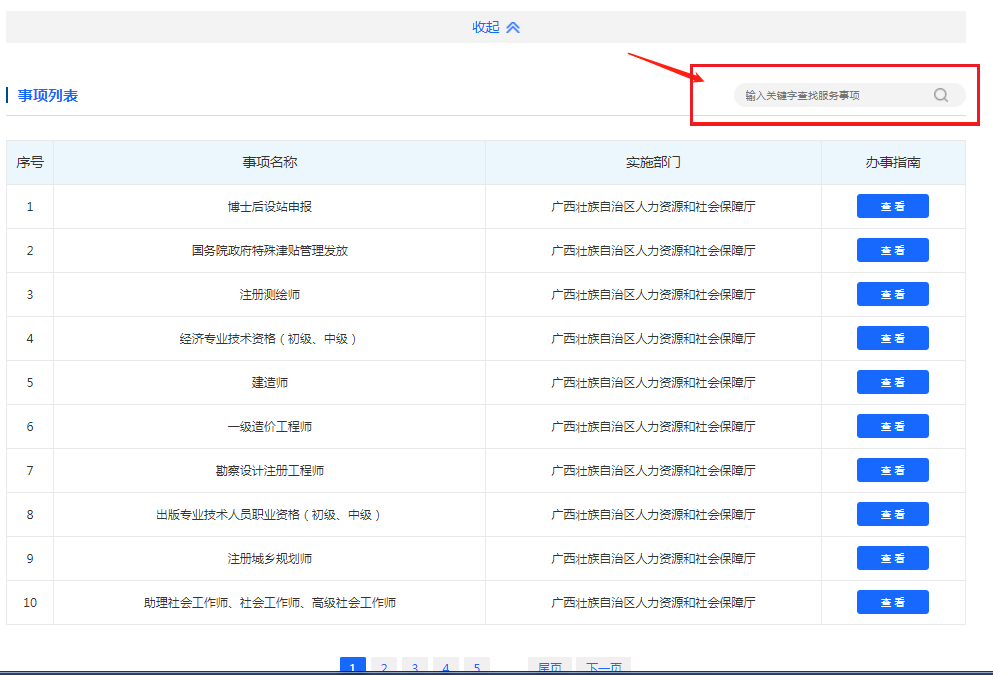 收起
事项列表
输入关键字查找服务事项
序号 事项名称 实施部门 办事指南
1 博士后设站申报 广西壮族自治区人力资源和社会保障厅 查看
2 国务院政府特殊津贴管理发放 广西壮族自治区人力资源和社会保障厅 查看
3 注册测绘师 广西壮族自治区人力资源和社会保障厅 查看
4 经济专业技术资格（初级、中级） 广西壮族自治区人力资源和社会保障厅 查看
5 建造师 广西壮族自治区人力资源和社会保障厅 查看
6 一级造价工程师 广西壮族自治区人力资源和社会保障厅 查看
7 勘察设计注册工程师 广西壮族自治区人力资源和社会保障厅 查看
8 出版专业技术人员职业资格（初级、中级） 广西壮族自治区人力资源和社会保障厅 查看
9 注册城乡规划师 广西壮族自治区人力资源和社会保障厅 查看
10 助理社会工作师、社会工作师、高级社会工作师 广西壮族自治区人力资源和社会保障厅 查看
1 2 3 4 5 尾页 下一页